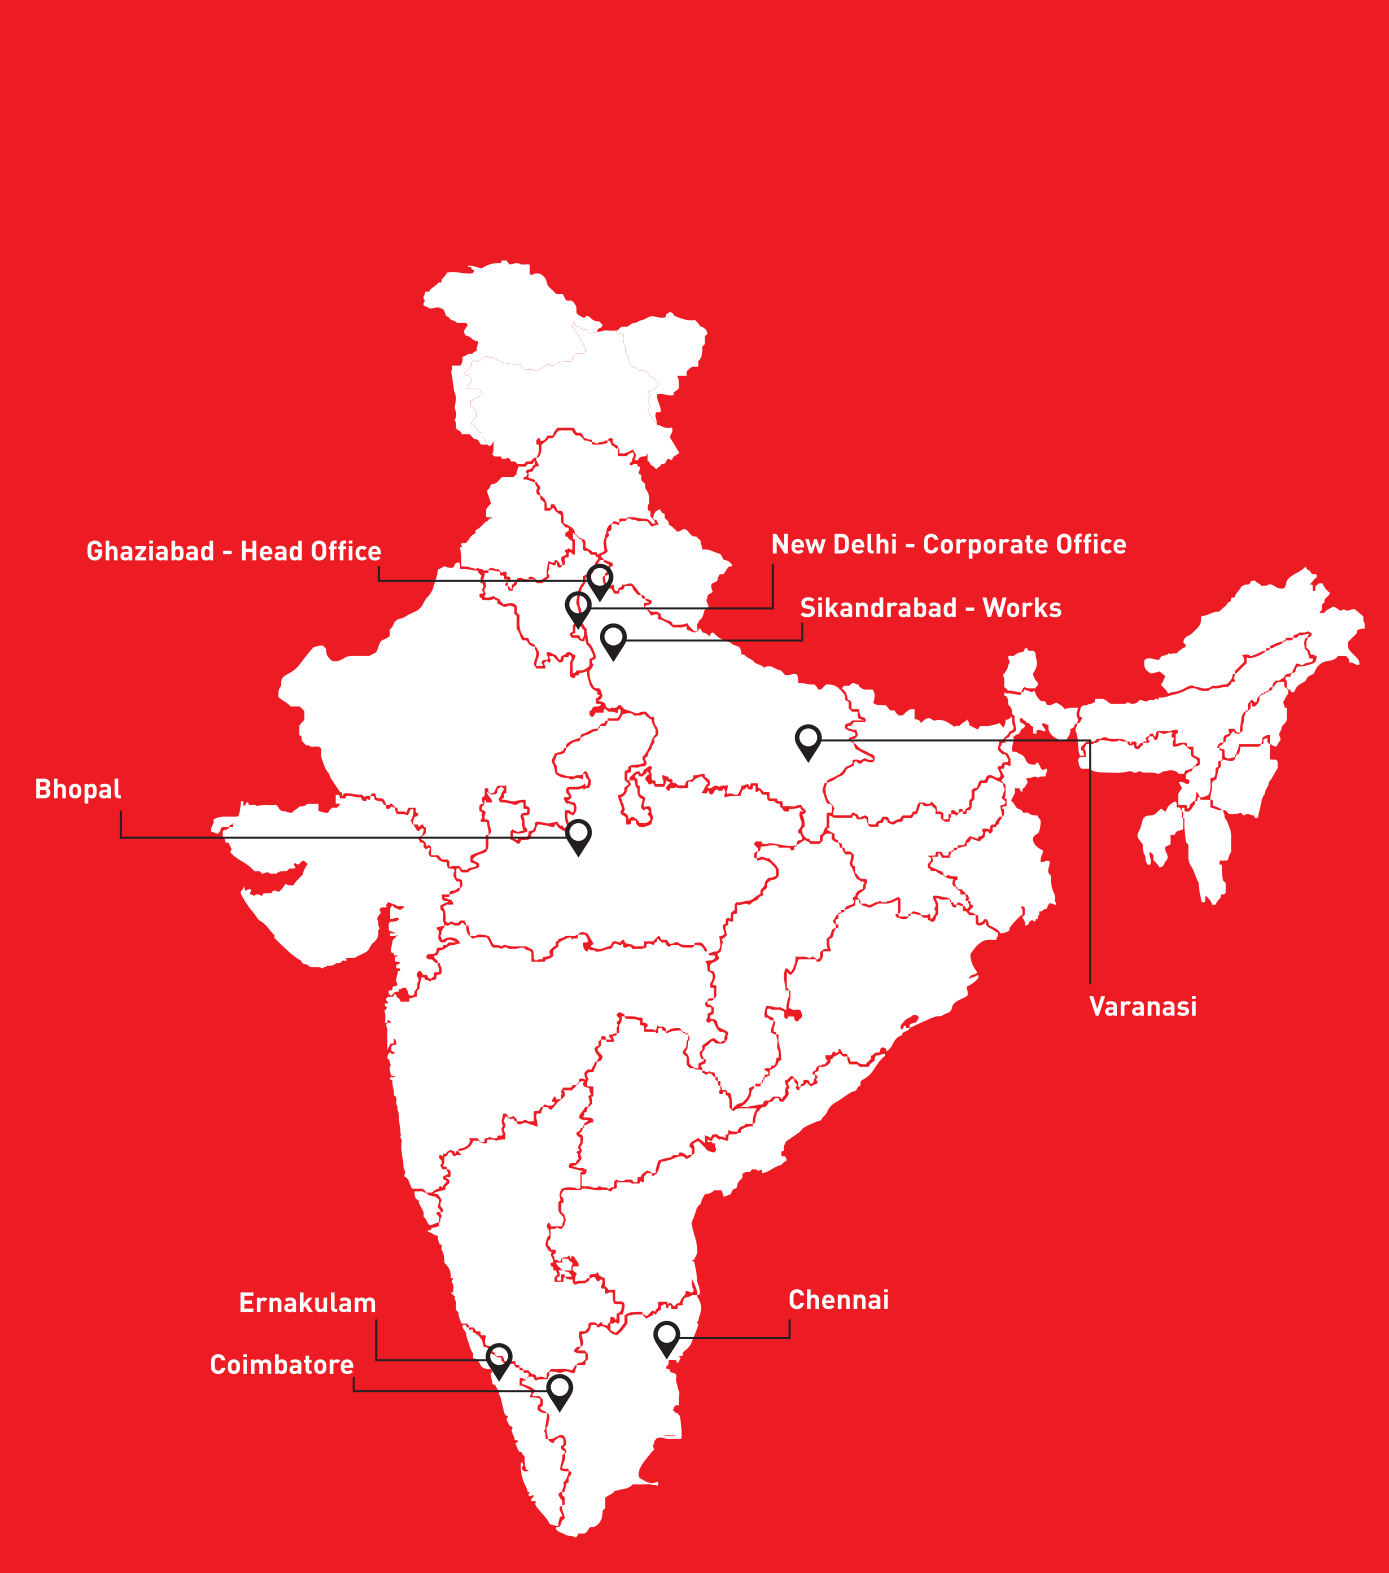 New Delhi - Corporate Office
Ghaziabad - Head Office
Sikandrabad - Works
Bhopal
Varanasi
Chennai
Ernakulam
Coimbatore